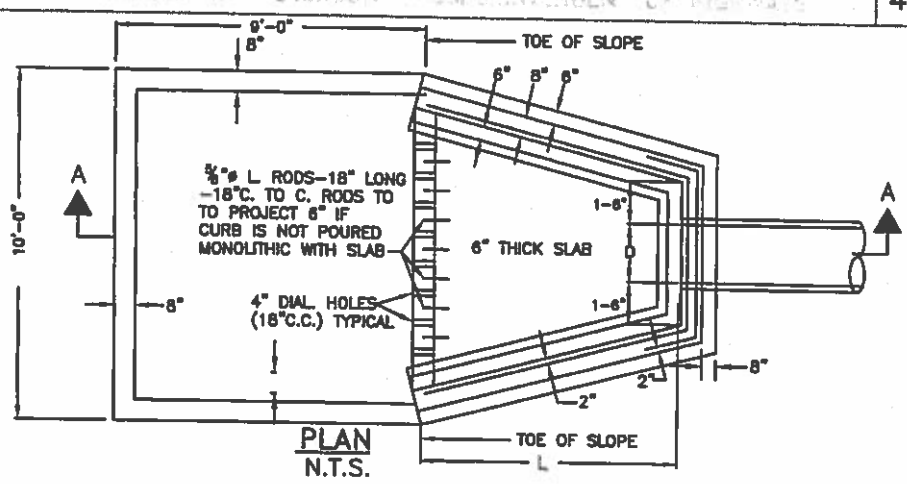 4
9'-0"
TOE OF SLOPE
8"
6" 8" 6"
A
A
10'-0"
⅝"ø L RODS-18" LONG
-18"C. TO C. RODS TO
TO PROJECT 6" IF
CURB IS NOT POURED
MONOLITHIC WITH SLAB
1-6"
6" THICK SLAB
8"
4" DIAL HOLES
(18"C.C.) TYPICAL
1-6"
2"
8"
2"
PLAN
N.T.S.
TOE OF SLOPE
L